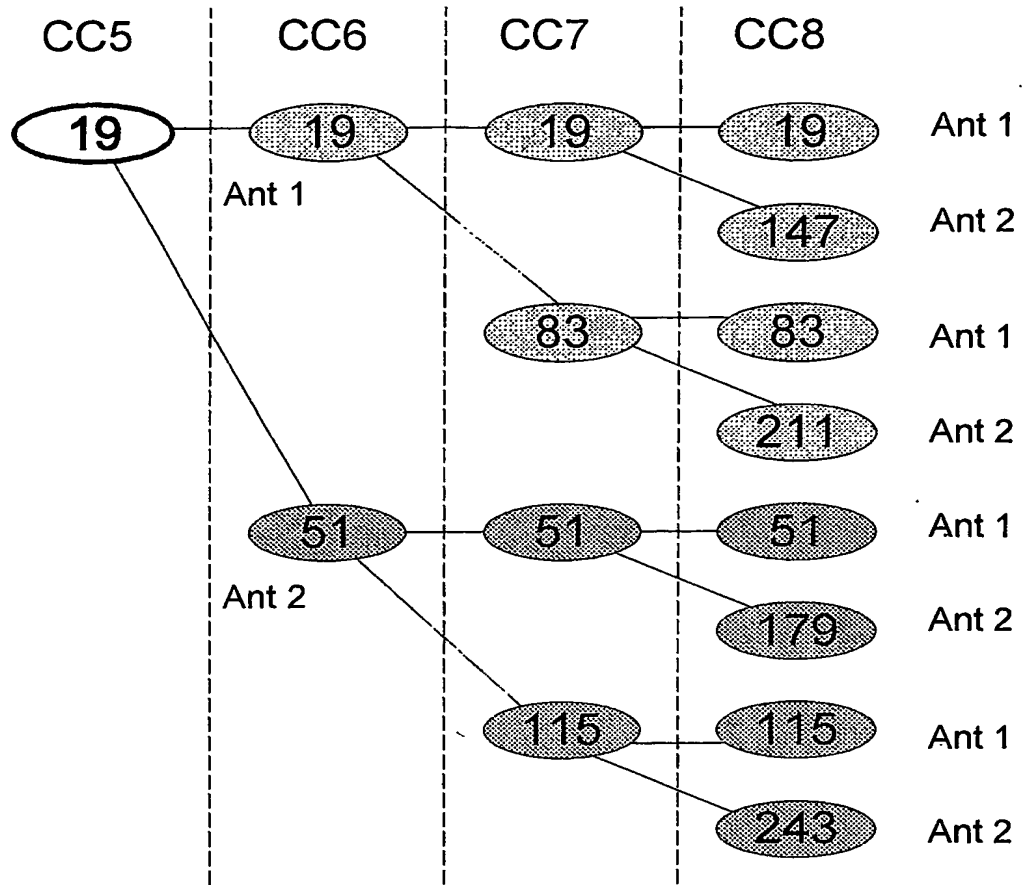 CC5 CC6 CC7 CC8
19 19 19 19 Ant 1
Ant 1
147 Ant 2
83 83 Ant 1
211 Ant 2
51 51 51 Ant 1
Ant 2
179 Ant 2
115 115 Ant 1
243 Ant 2